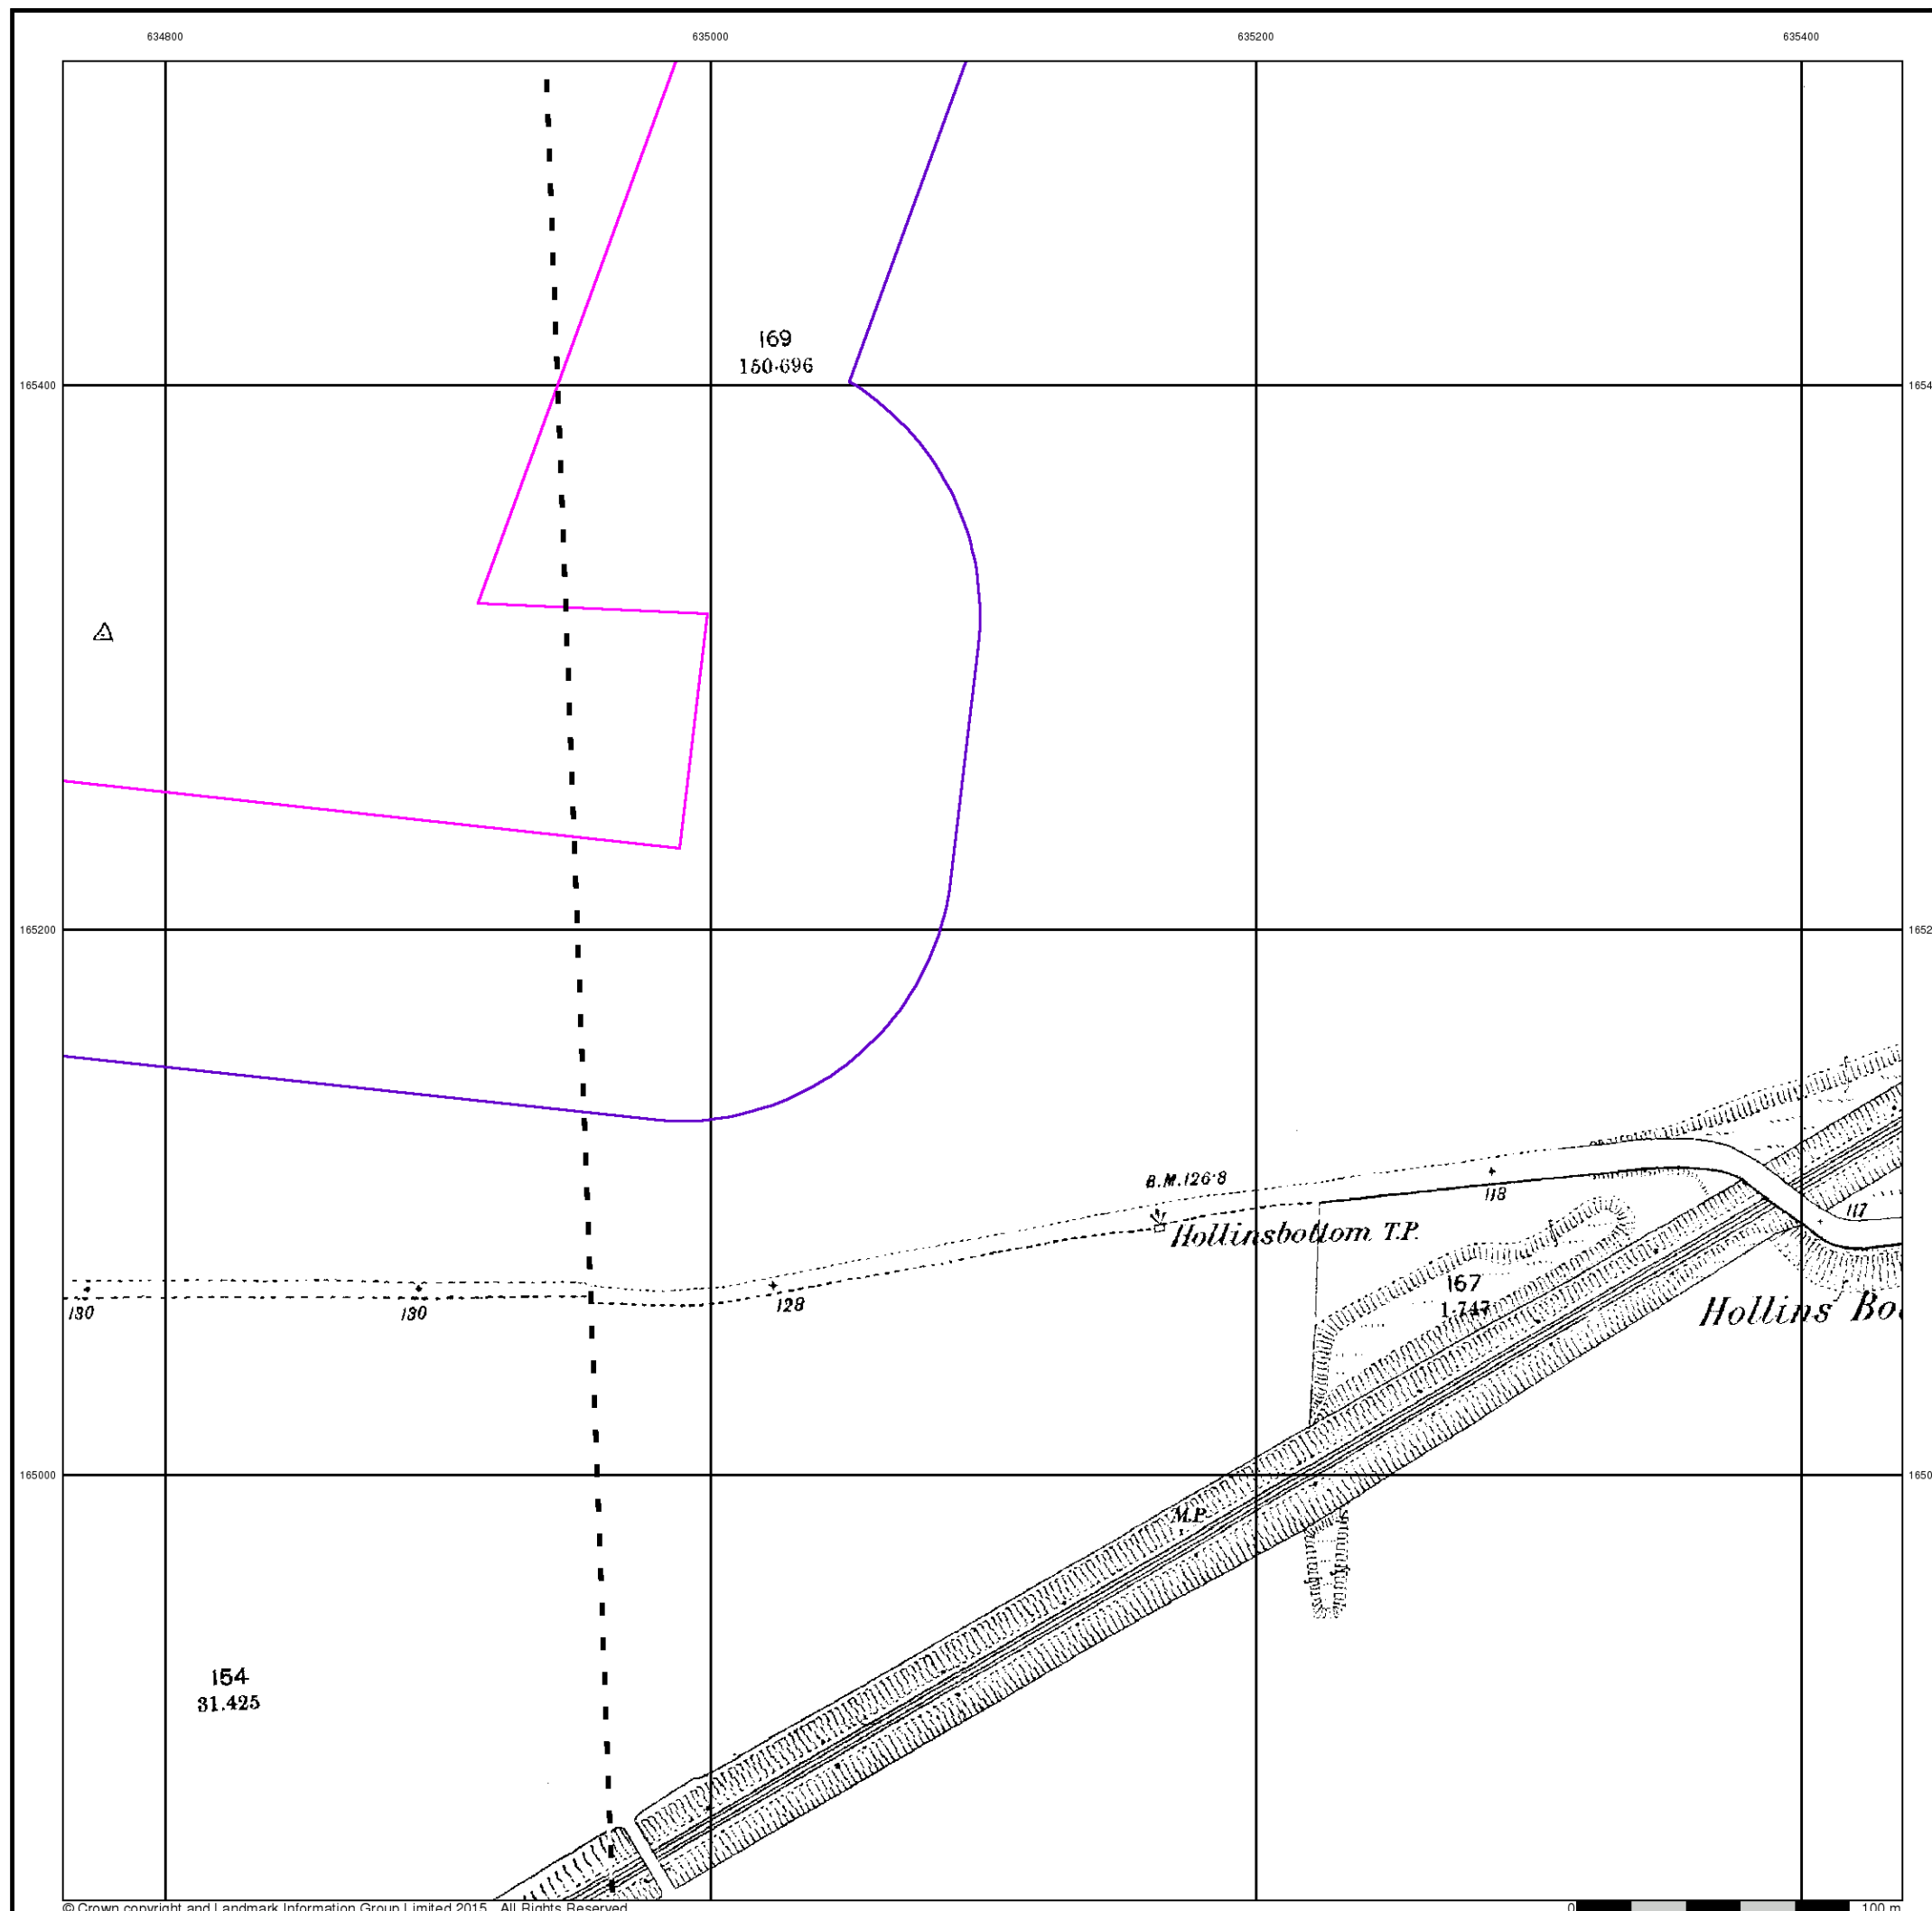 634800 635000 635200 635400
169
150·696
165400
165200
B.M.126·8
118
117
Hollinsbottom T.P.
167
1·747
Hollins
130
130
128
165000
M.P.
154
31.425
© Crown copyright and Landmark Information Group Limited 2015. All Rights Reserved.
0 100 m